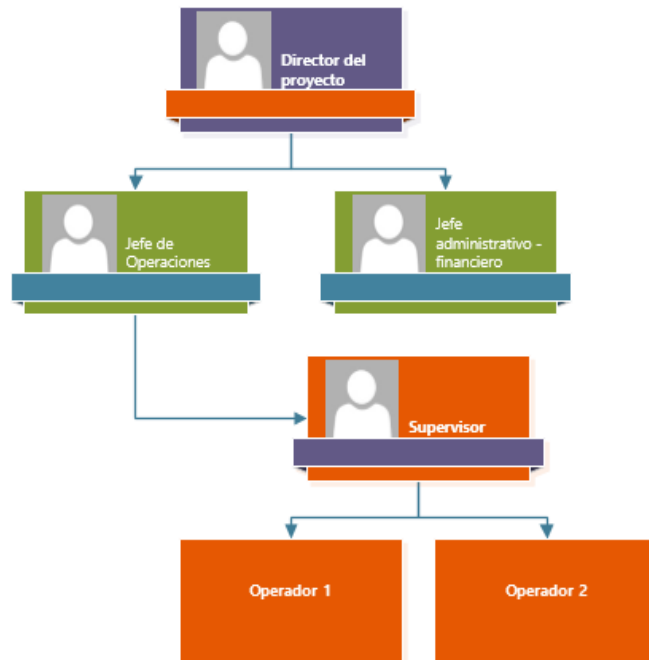 Director del
proyecto
Jefe de
Operaciones
Jefe
administrativo -
financiero
Supervisor
Operador 1
Operador 2